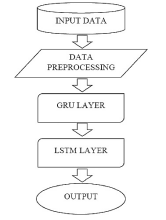 INPUT DATA
DATA
PREPROCESSING
GRU LAYER
LSTM LAYER
OUTPUT